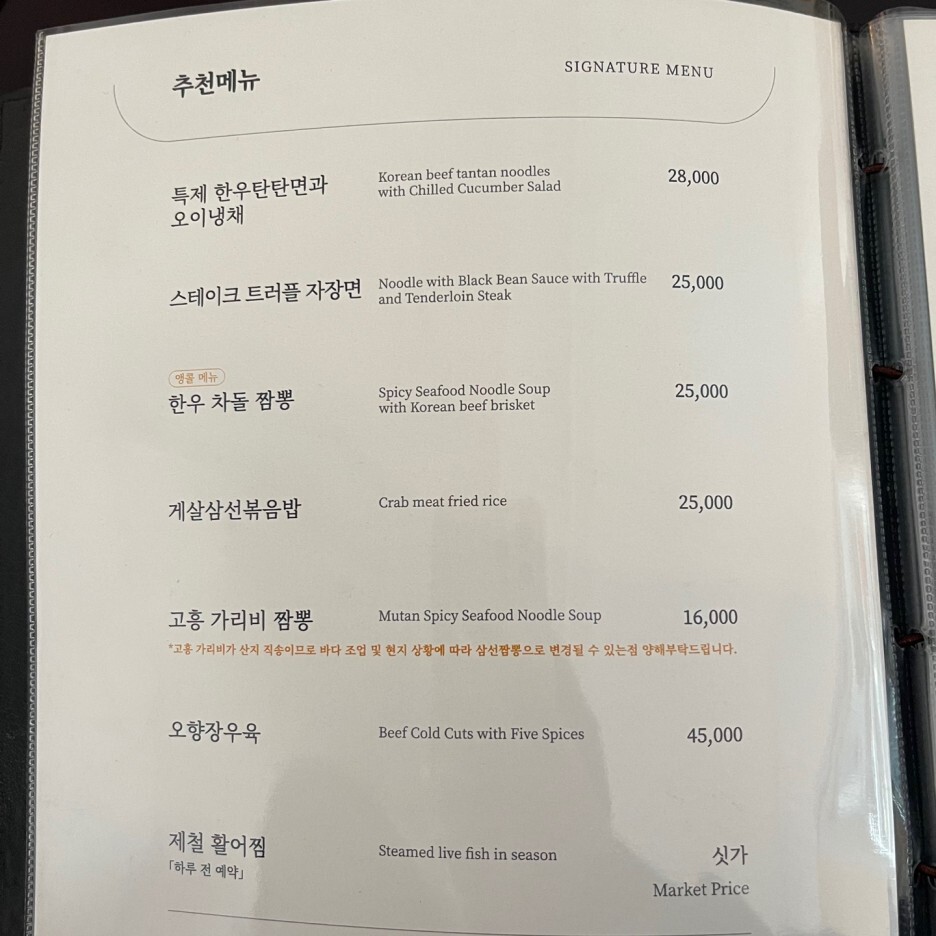 추천메뉴
SIGNATURE MENU
특제 한우탄탄면과
오이냉채
Korean beef tantan noodles
with Chilled Cucumber Salad
28,000
스테이크 트러플 자장면
Noodle with Black Bean Sauce with Truffle
and Tenderloin Steak
25,000
앵콜 메뉴
한우 차돌 짬뽕
Spicy Seafood Noodle Soup
with Korean beef brisket
25,000
게살삼선볶음밥
Crab meat fried rice
25,000
고흥 가리비 짬뽕
Mutan Spicy Seafood Noodle Soup
16,000
*고흥 가리비가 산지 직송이므로 바다 조업 및 현지 상황에 따라 삼선짬뽕으로 변경될 수 있는점 양해부탁드립니다.
오향장우육
Beef Cold Cuts with Five Spices
45,000
제철 활어찜
「하루 전 예약」
Steamed live fish in season
싯가
Market Price